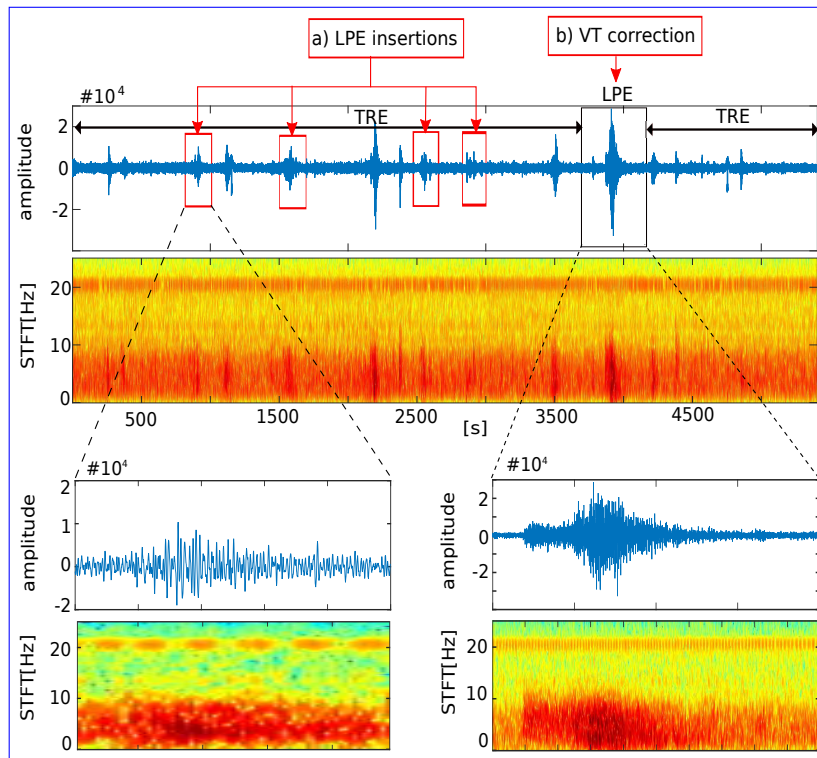 a) LPE insertions
b) VT correction
#10⁴
LPE
TRE
TRE
amplitude
2
0
-2
STFT[Hz]
20
10
0
500
1500
2500
3500
4500
[s]
#10⁴
amplitude
2
1
0
-2
STFT[Hz]
20
10
0
#10⁴
amplitude
2
0
-2
STFT[Hz]
20
10
0